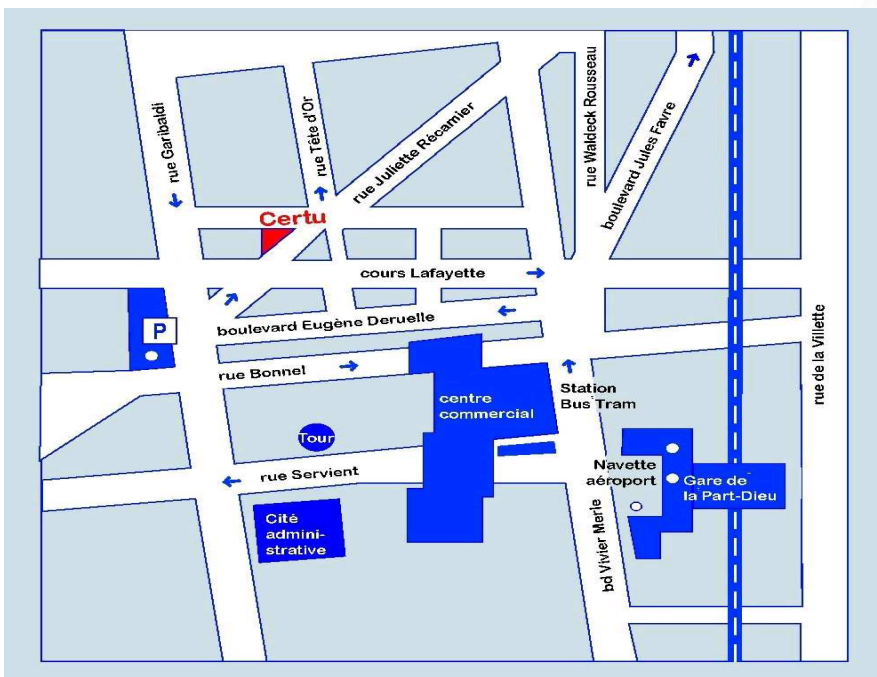 rue Garibaldi
rue Tête d'Or
rue Juliette Récamier
rue Waldeck Rousseau
boulevard Jules Favre
Certu
cours Lafayette
P
boulevard Eugène Deruelle
rue Bonnel
centre
commercial
Station
Bus Tram
rue de la Villette
Tour
rue Servient
Navette
aéroport
Gare de
la Part-Dieu
Cité
admini-
strative
bd Vivier Merle